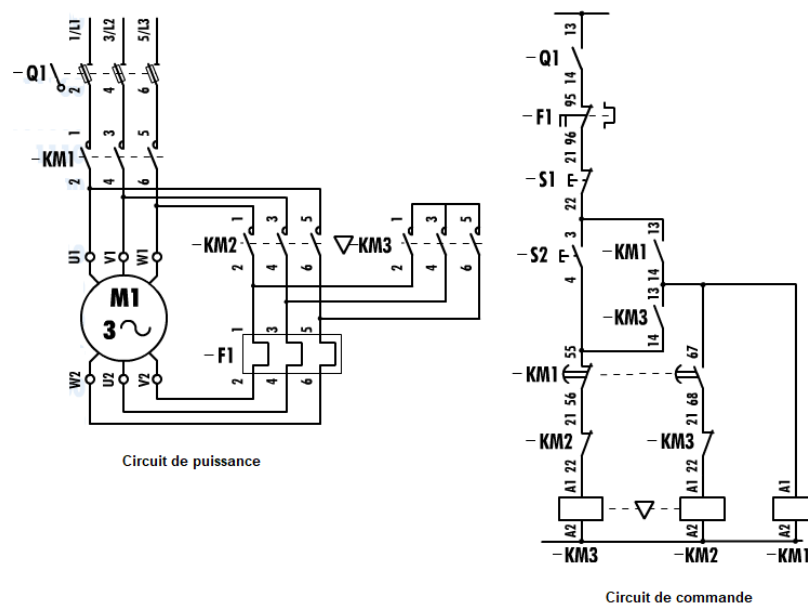 1/L1 3/L2 5/L3
-Q1
2 4 6
1 3 5
-KM1
2 4 6
1 3 5
-KM2
2 4 6
1 3 5
-KM3
2 4 6
U1 V1 W1
M1
3
W2 U2 V2
1 3 5
-F1
2 4 6
Circuit de puissance
13
-Q1
14
95
-F1
96
21
-S1
22
3
-S2
4
13
-KM1
14
13
-KM3
14
55 67
-KM1
56 68
21 21
-KM2 -KM3
22 22
A1 A1 A1
A2 A2 A2
-KM3 -KM2 -KM1
Circuit de commande